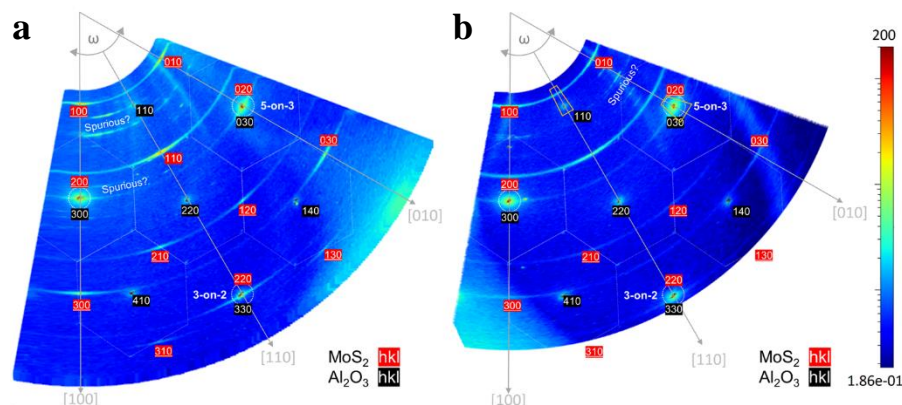 a
ω
010
020
5-on-3
030
100
110
Spurious?
030
110
200
Spurious?
300
220
120
140
[010]
210
130
220
3-on-2
330
300
410
310
[110]
[100]
MoS2 hkl
Al2O3 hkl
b
ω
010
Spurious?
020
5-on-3
030
100
110
030
200
300
220
120
140
[010]
210
130
220
3-on-2
330
300
410
310
[110]
[100]
MoS2 hkl
Al2O3 hkl
200
1.86e-01